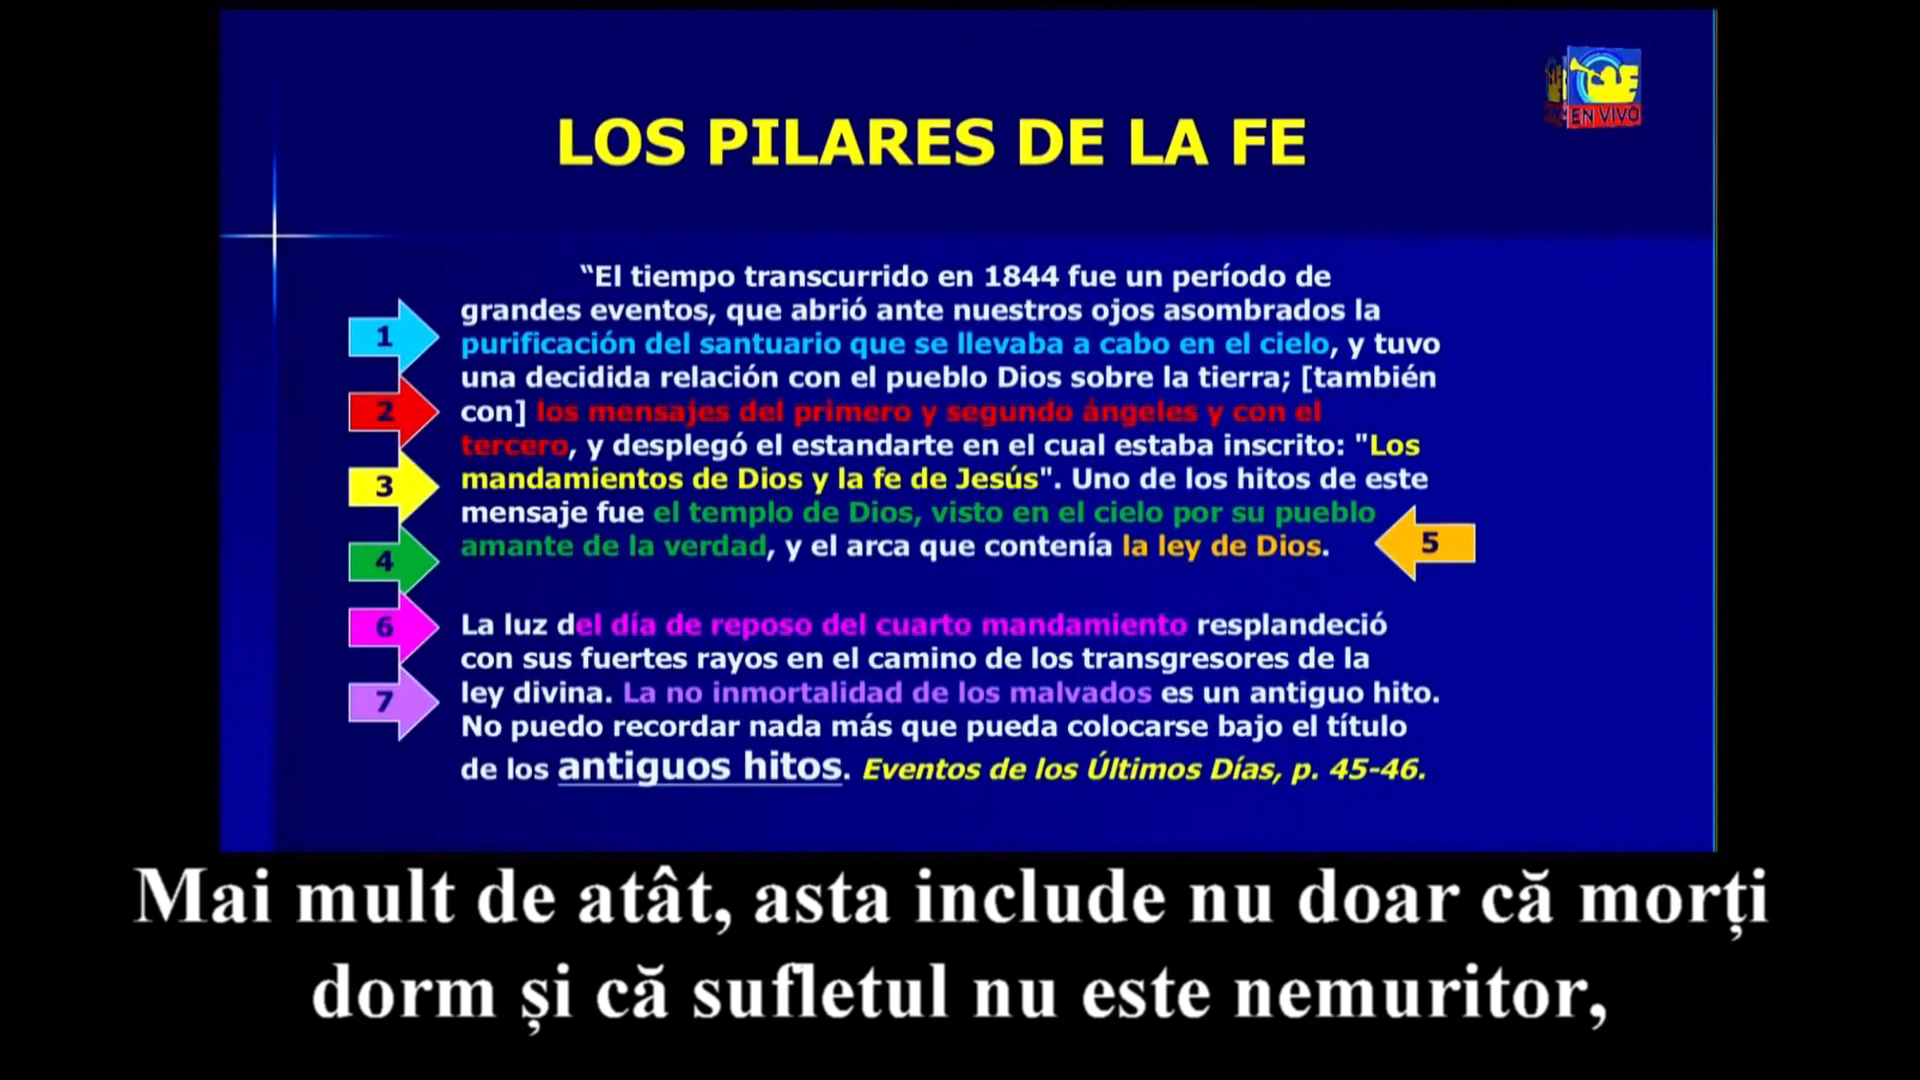 EN VIVO
LOS PILARES DE LA FE
“El tiempo transcurrido en 1844 fue un período de
grandes eventos, que abrió ante nuestros ojos asombrados la
1
purificación del santuario que se llevaba a cabo en el cielo, y tuvo
una decidida relación con el pueblo Dios sobre la tierra; [también
2
con] los mensajes del primero y segundo ángeles y con el
tercero, y desplegó el estandarte en el cual estaba inscrito: "Los
3
mandamientos de Dios y la fe de Jesús". Uno de los hitos de este
mensaje fue el templo de Dios, visto en el cielo por su pueblo
4
amante de la verdad, y el arca que contenía la ley de Dios.
5
6
La luz del día de reposo del cuarto mandamiento resplandeció
con sus fuertes rayos en el camino de los transgresores de la
7
ley divina. La no inmortalidad de los malvados es un antiguo hito.
No puedo recordar nada más que pueda colocarse bajo el título
de los antiguos hitos. Eventos de los Últimos Días, p. 45-46.
Mai mult de atât, asta include nu doar că morți
dorm și că sufletul nu este nemuritor,